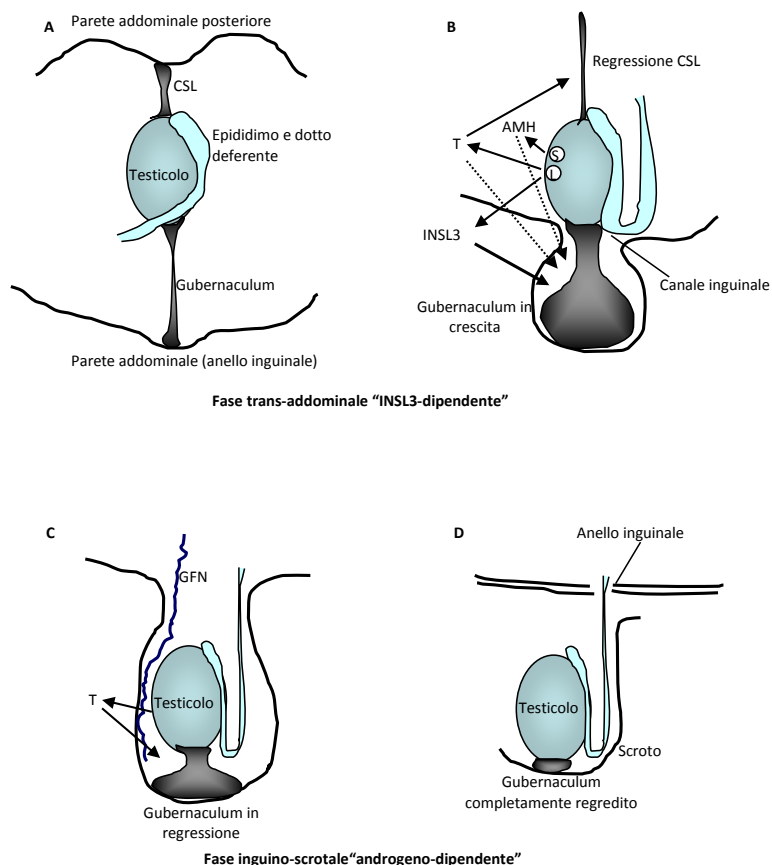 A
Parete addominale posteriore
CSL
Epididimo e dotto
deferente
Testicolo
Gubernaculum
Parete addominale (anello inguinale)
B
Regressione CSL
AMH
T
S
L
INSL3
Canale inguinale
Gubernaculum in
crescita
Fase trans-addominale “INSL3-dipendente”
C
GFN
T
Testicolo
Gubernaculum in
regressione
D
Anello inguinale
Testicolo
Scroto
Gubernaculum
completamente regredito
Fase inguino-scrotale“androgeno-dipendente”